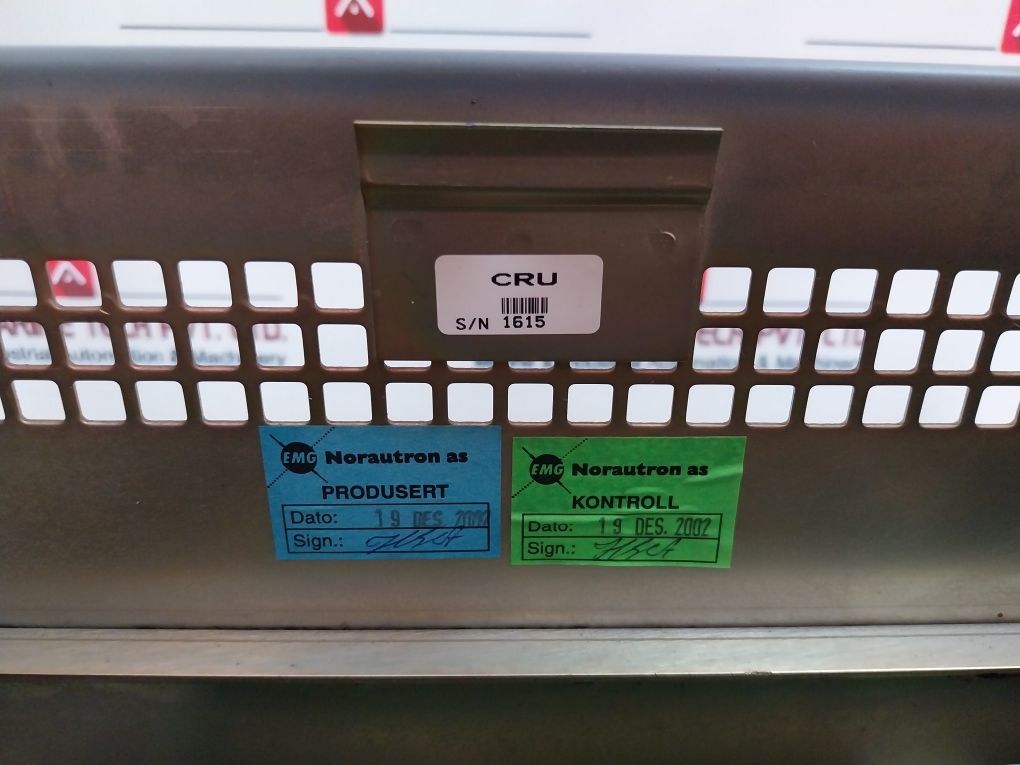 CRU
S/N 1615
EMG Norautron as
PRODUSERT
Dato: 19 DES. 2002
Sign.:
EMG Norautron as
KONTROLL
Dato: 19 DES. 2002
Sign.: